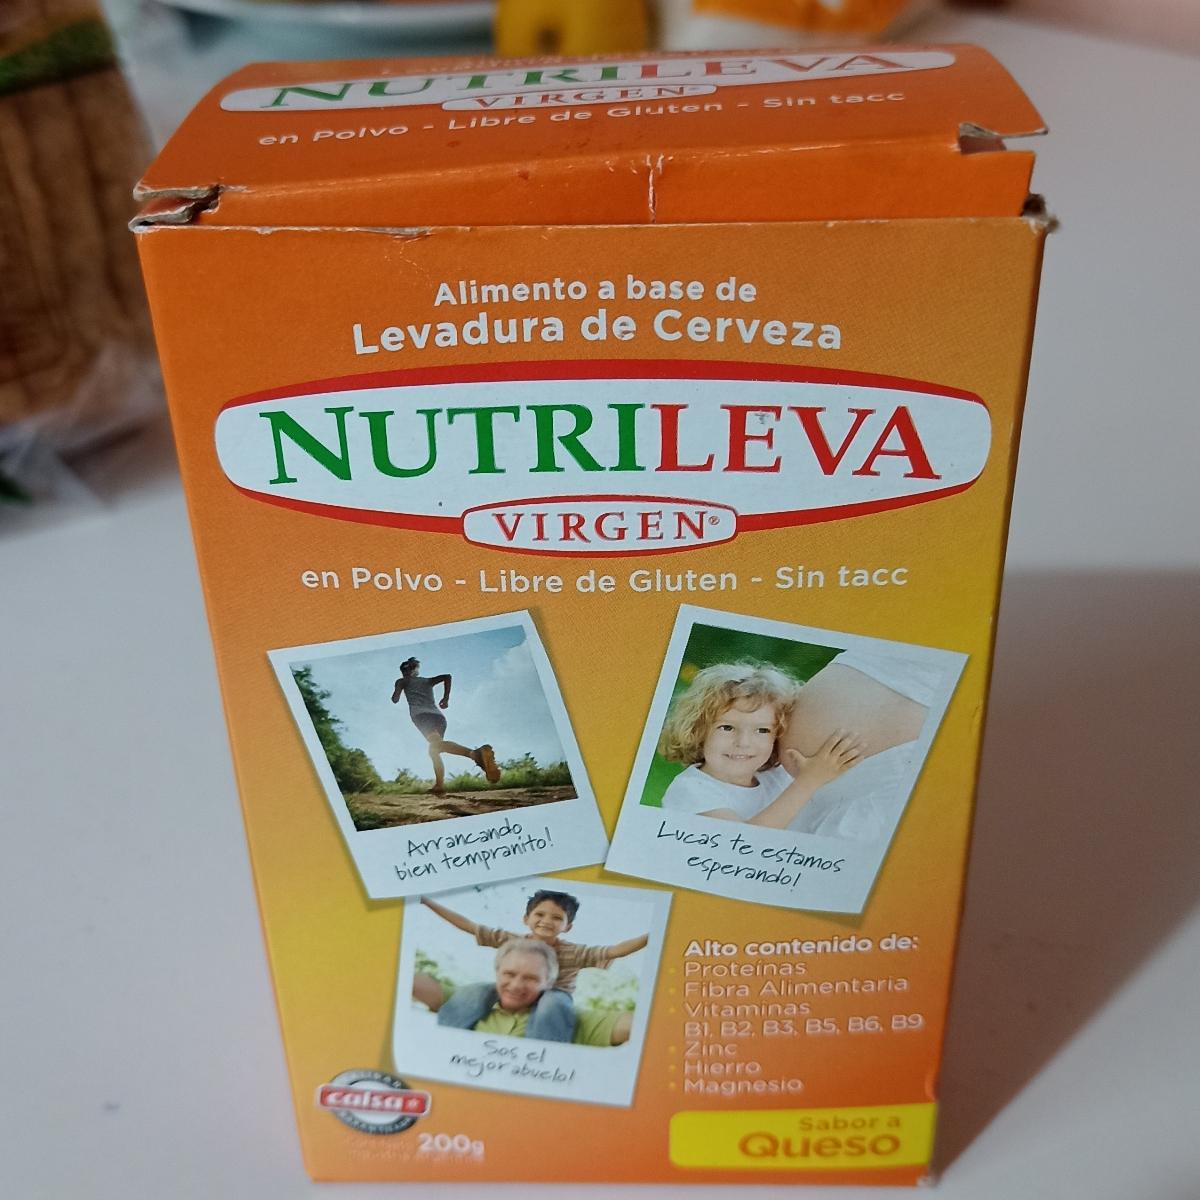 NUTRILEVA
VIRGEN®
en Polvo - Libre de Gluten - Sin tacc
Alimento a base de
Levadura de Cerveza
NUTRILEVA
VIRGEN®
en Polvo - Libre de Gluten - Sin tacc
Arrancando
bien tempranito!
Lucas te estamos
esperando!
Sos el
mejor abuelo!
Alto contenido de:
• Proteínas
• Fibra Alimentaria
• Vitaminas
B1, B2, B3, B5, B6, B9
• Zinc
• Hierro
• Magnesio
calsa
200g
Sabor a
Queso